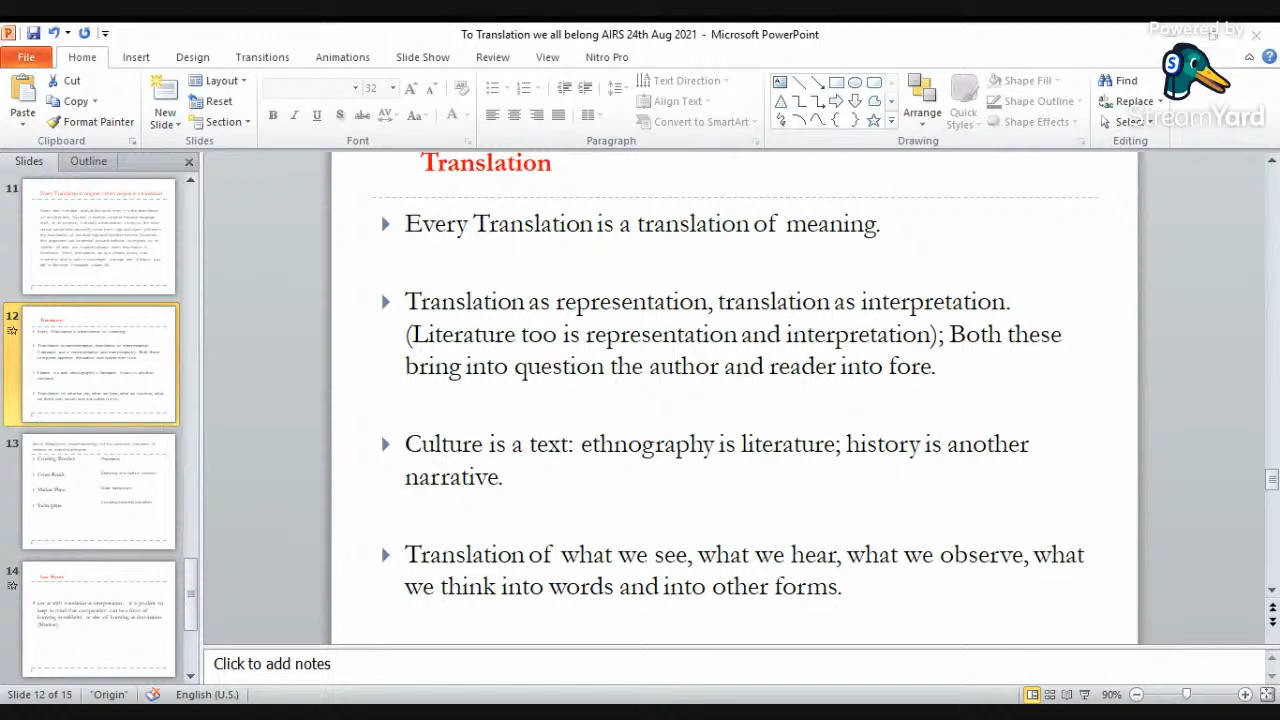 Powered by
StreamYard
To Translation we all belong AIRS 24th Aug 2021 - Microsoft PowerPoint
File Home Insert Design Transitions Animations Slide Show Review View Nitro Pro
Paste Cut Copy Format Painter Clipboard
New Slide Layout Reset Section Slides
32 Font
Paragraph Text Direction Align Text Convert to SmartArt
Arrange Quick Styles Shape Fill Shape Outline Shape Effects Drawing
Find Replace Select Editing
Slides Outline
11
12
13
14
Translation
Every Translation is a translation of meaning.
Translation as representation, translation as interpretation.
(Literature too is representation and interpretation); Both these
bring into question the author and reader into fore.
Culture is a text: ethnography is literature; history is another
narrative.
Translation of what we see, what we hear, what we observe, what
we think into words and into other forms.
Click to add notes
Slide 12 of 15 "Origin" English (U.S.) 90%